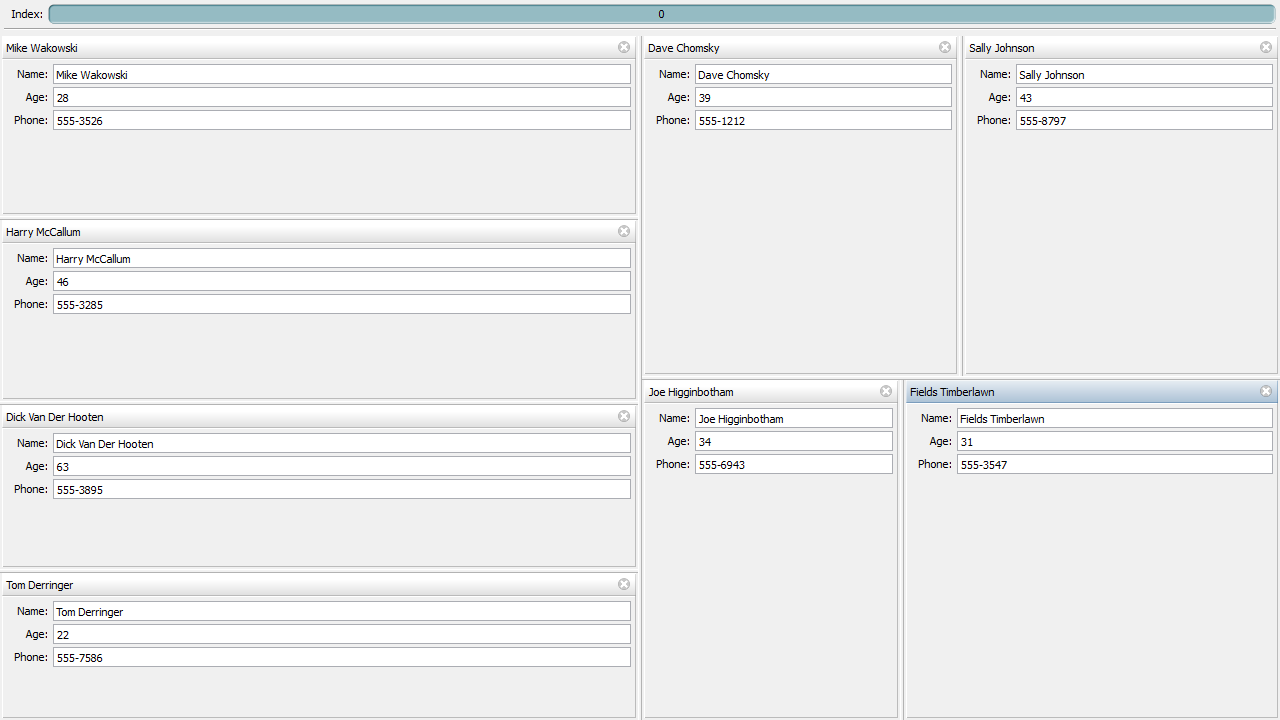 Index: 0
Mike Wakowski
Name: Mike Wakowski
Age: 28
Phone: 555-3526
Harry McCallum
Name: Harry McCallum
Age: 46
Phone: 555-3285
Dick Van Der Hooten
Name: Dick Van Der Hooten
Age: 63
Phone: 555-3895
Tom Derringer
Name: Tom Derringer
Age: 22
Phone: 555-7586
Dave Chomsky
Name: Dave Chomsky
Age: 39
Phone: 555-1212
Sally Johnson
Name: Sally Johnson
Age: 43
Phone: 555-8797
Joe Higginbotham
Name: Joe Higginbotham
Age: 34
Phone: 555-6943
Fields Timberlawn
Name: Fields Timberlawn
Age: 31
Phone: 555-3547